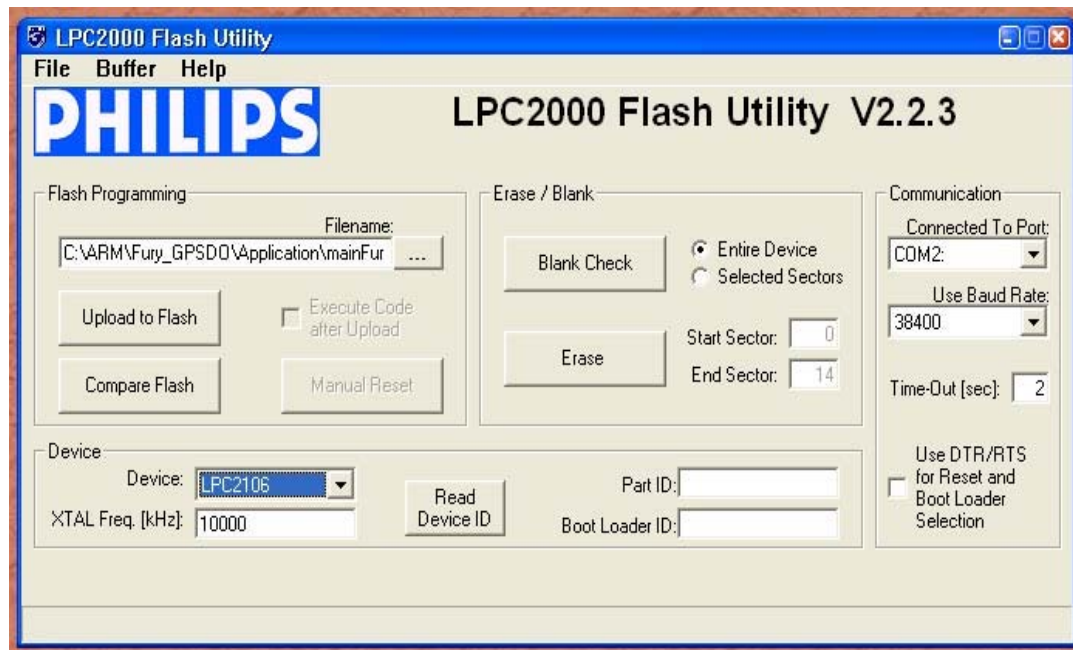 LPC2000 Flash Utility
File Buffer Help
PHILIPS
LPC2000 Flash Utility V2.2.3
Flash Programming
Filename:
C:\ARM\Fury_GPSDO\Application\mainFur
...
Upload to Flash
Execute Code
after Upload
Compare Flash
Manual Reset
Erase / Blank
Blank Check
Entire Device
Selected Sectors
Erase
Start Sector: 0
End Sector: 14
Communication
Connected To Port:
COM2:
Use Baud Rate:
38400
Time-Out [sec]: 2
Use DTR/RTS
for Reset and
Boot Loader
Selection
Device
Device: LPC2106
XTAL Freq. [kHz]: 10000
Read
Device ID
Part ID:
Boot Loader ID: